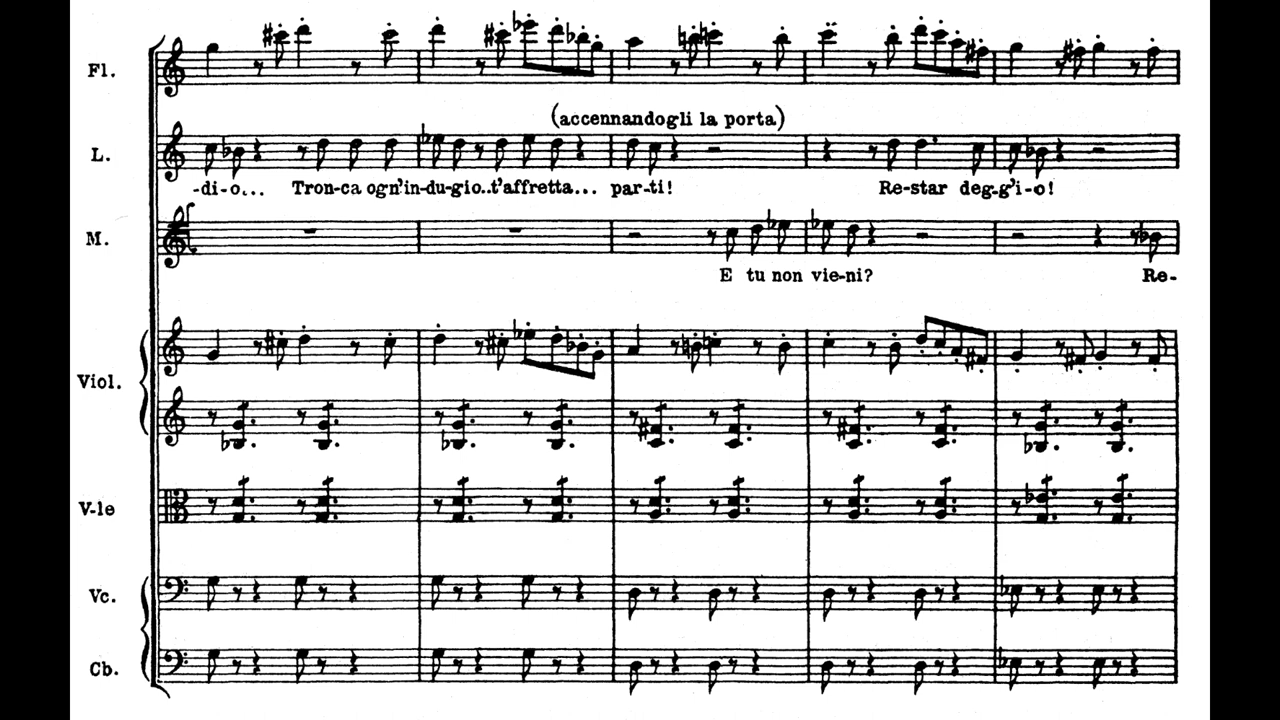 Fl.
(accennandogli la porta)
L.
-di-o... Tron-ca ogn'in-du-gio..t'affretta... par-ti! Re-star deg-g'i-o!
M.
E tu non vie-ni? Re-
Viol.
V-le
Vc.
Cb.